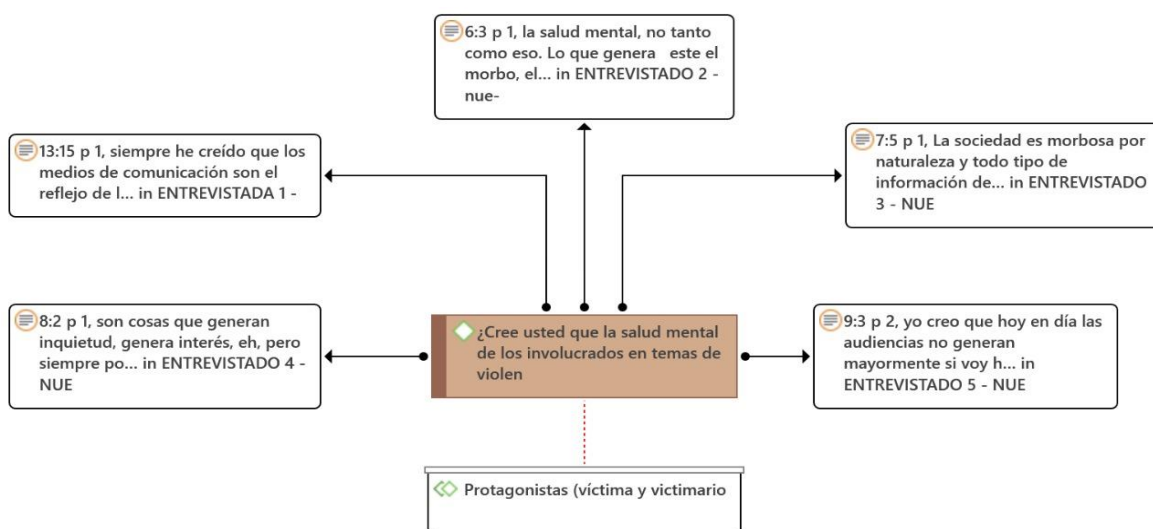 6:3 p 1, la salud mental, no tanto
como eso. Lo que genera este el
morbo, el... in ENTREVISTADO 2 -
nue-
13:15 p 1, siempre he creído que los
medios de comunicación son el
reflejo de l... in ENTREVISTADA 1 -
7:5 p 1, La sociedad es morbosa por
naturaleza y todo tipo de
información de... in ENTREVISTADO
3 - NUE
8:2 p 1, son cosas que generan
inquietud, genera interés, eh, pero
siempre po... in ENTREVISTADO 4 -
NUE
¿Cree usted que la salud mental
de los involucrados en temas de
violen
9:3 p 2, yo creo que hoy en día las
audiencias no generan
mayormente si voy h... in
ENTREVISTADO 5 - NUE
Protagonistas (víctima y victimario